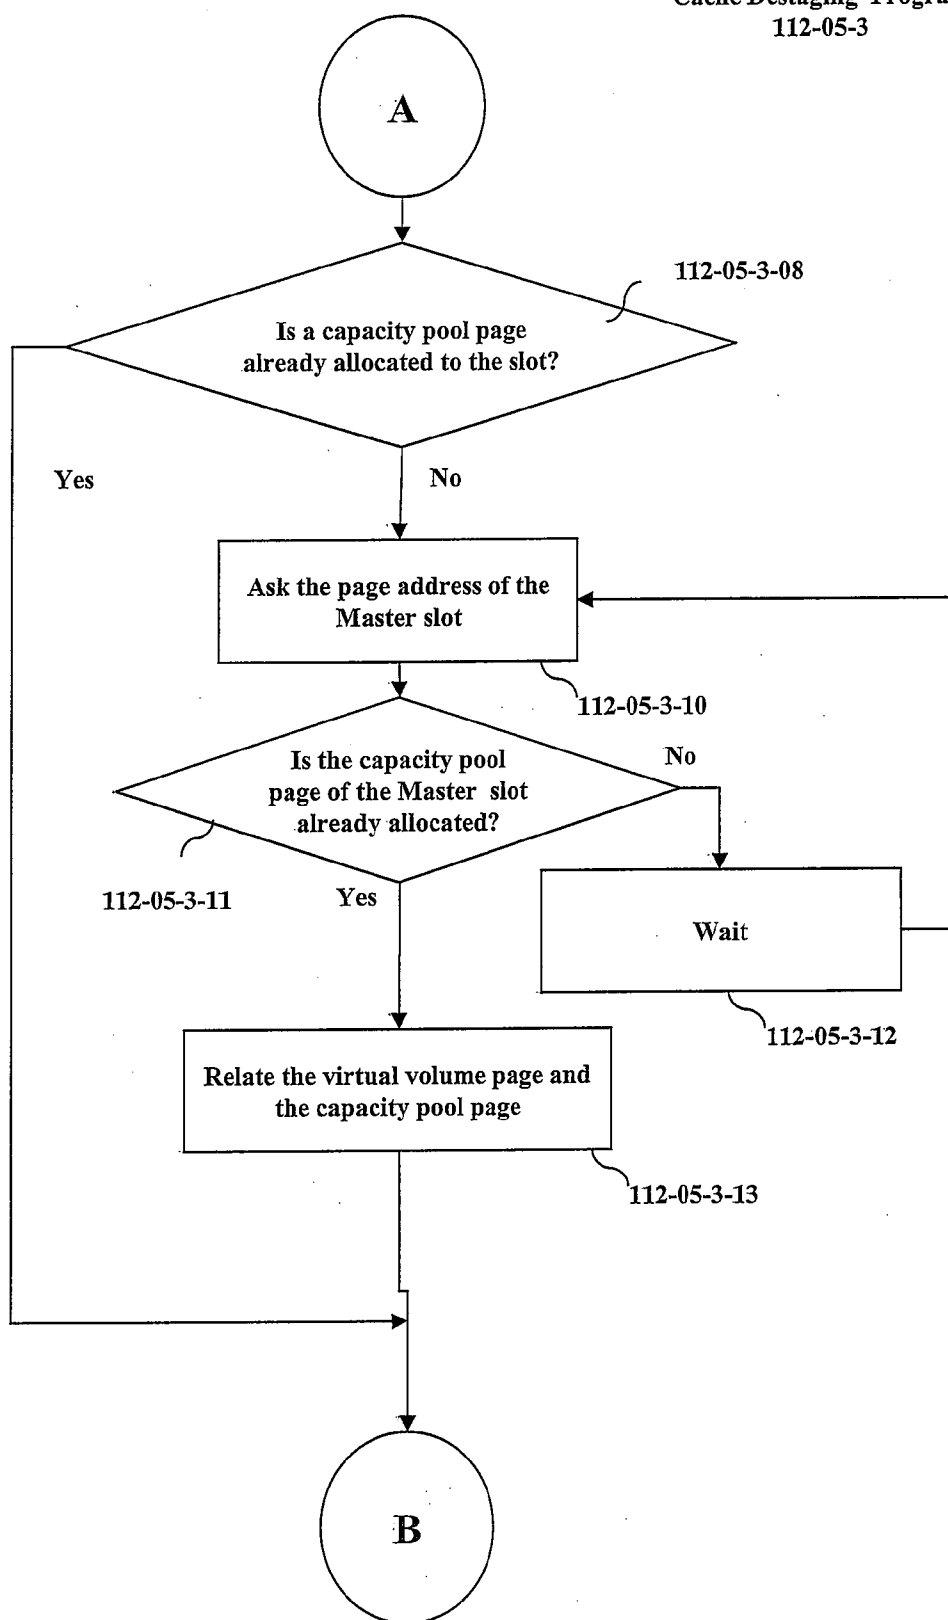 Cache Destaging
112-05-3
A
112-05-3-08
Is a capacity pool page
already allocated to the slot?
Yes
No
Ask the page address of the
Master slot
112-05-3-10
Is the capacity pool
page of the Master slot
already allocated?
No
112-05-3-11
Yes
Wait
112-05-3-12
Relate the virtual volume page and
the capacity pool page
112-05-3-13
B